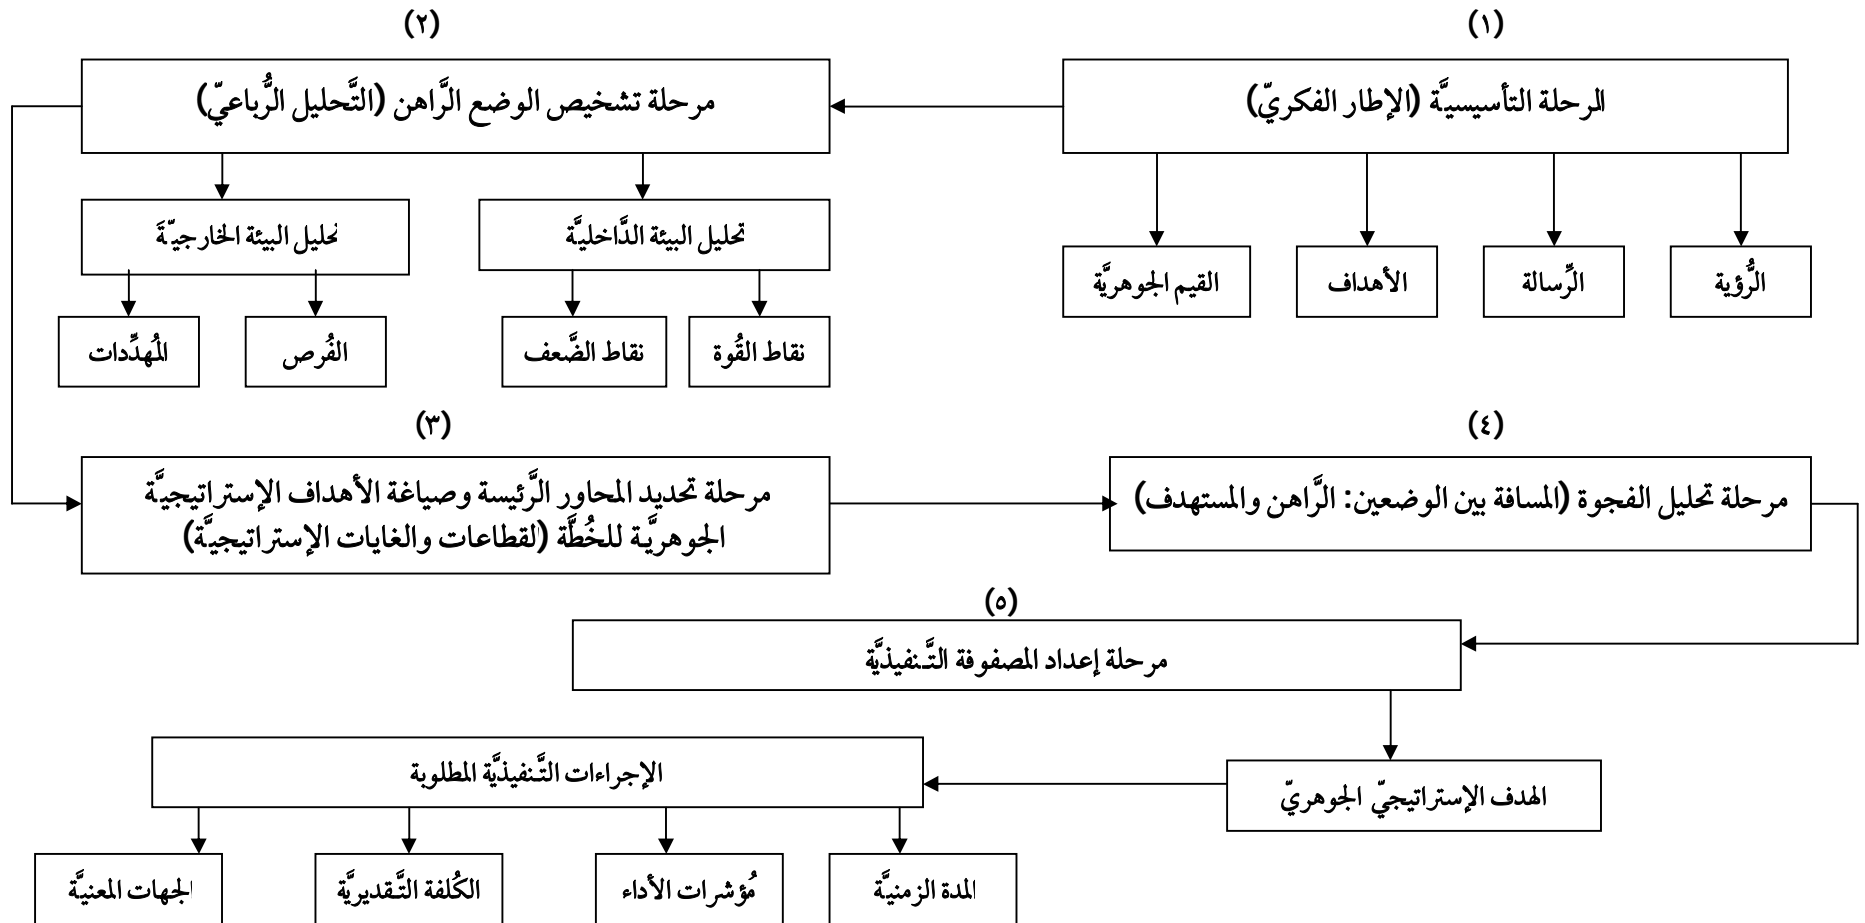 (١)
المرحلة التأسيسيَّة (الإطار الفكريّ)
الرُّؤية
الرِّسالة
الأهداف
القيم الجوهريَّة
(٢)
مرحلة تشخيص الوضع الرَّاهن (التَّحليل الرُّباعيّ)
تحليل البيئة الدَّاخليَّة
تحليل البيئة الخارجيَّة
نقاط القُوة
نقاط الضَّعف
الفُرص
المُهدِّدات
(٣)
مرحلة تحديد المحاور الرَّئيسة وصياغة الأهداف الإستراتيجيَّة
الجوهريَّة للخُطَّة (لقطاعات والغايات الإستراتيجيَّة)
(٤)
مرحلة تحليل الفجوة (المسافة بين الوضعين: الرَّاهن والمستهدف)
(٥)
مرحلة إعداد المصفوفة التَّنفيذيَّة
الهدف الإستراتيجيّ الجوهريّ
الإجراءات التَّنفيذيَّة المطلوبة
المدة الزمنيَّة
مُؤشرات الأداء
الكُلفة التَّقديريَّة
الجهات المعنيَّة